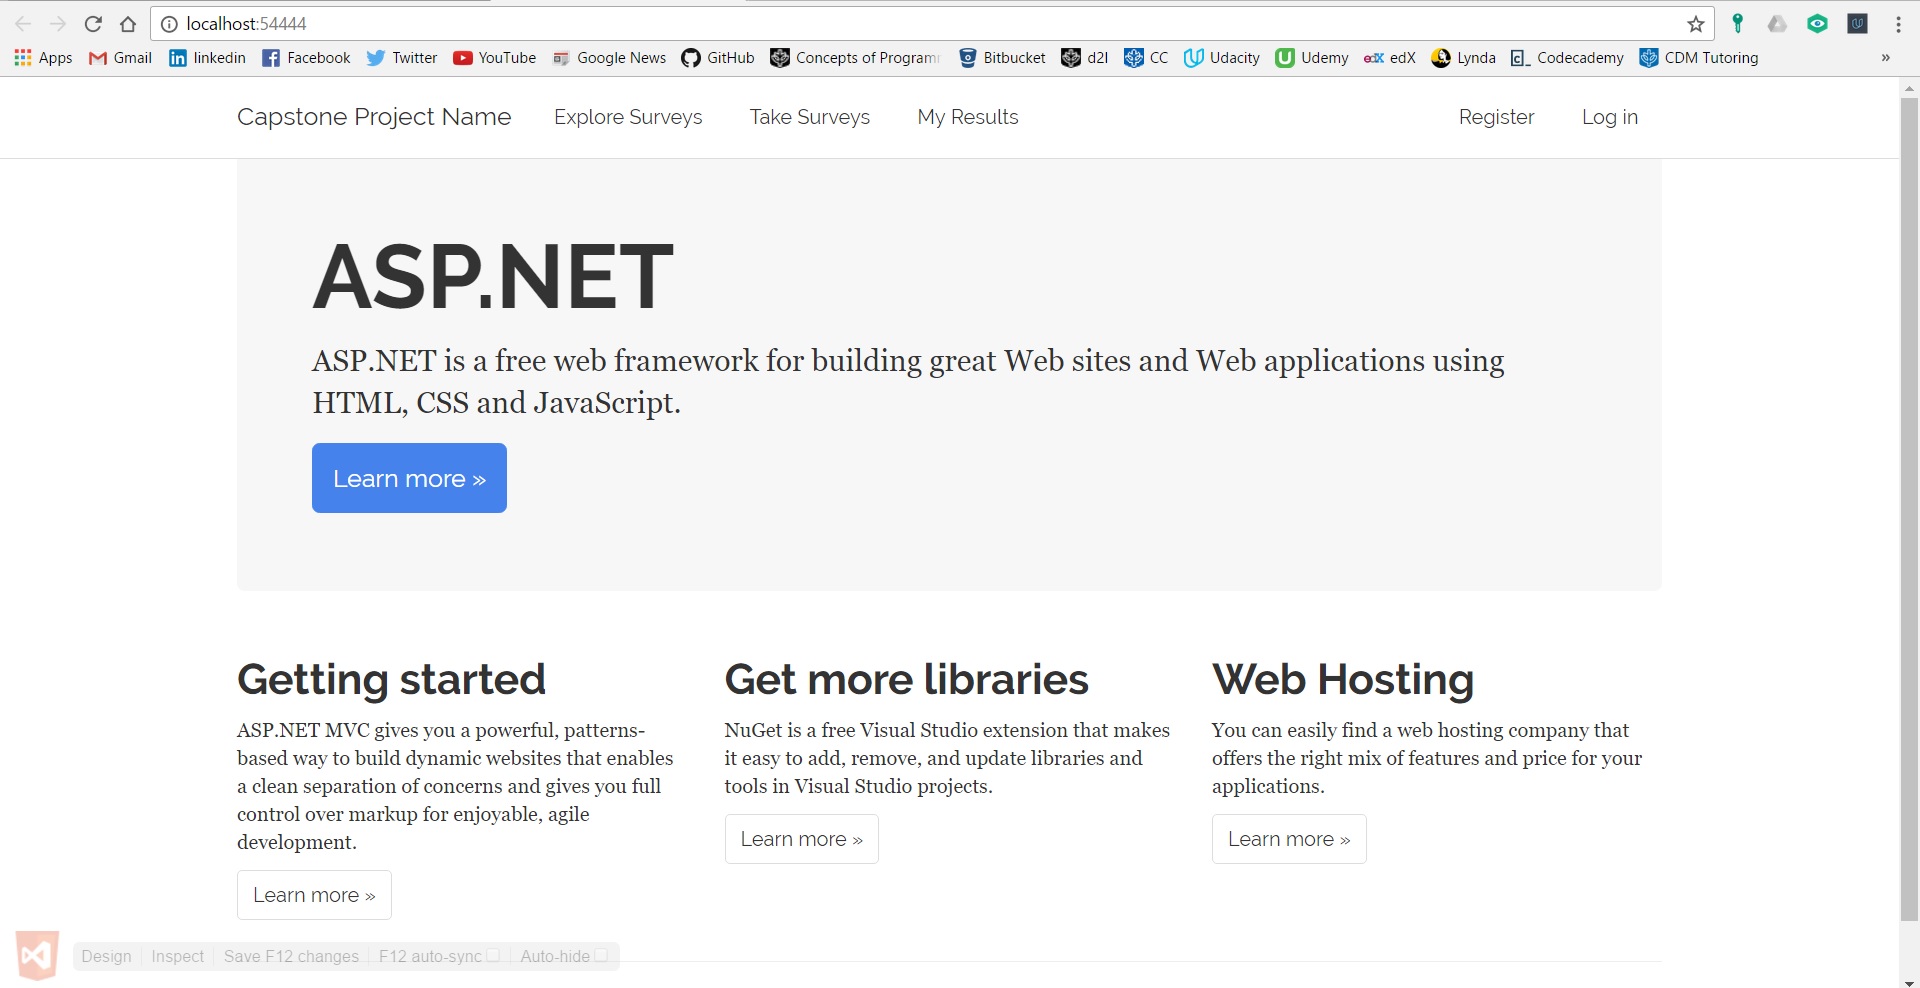 localhost:54444
Apps Gmail linkedin Facebook Twitter YouTube Google News GitHub Concepts of Programm Bitbucket d2l CC Udacity Udemy edX edX Lynda Codecademy CDM Tutoring »
Capstone Project Name Explore Surveys Take Surveys My Results Register Log in
ASP.NET
ASP.NET is a free web framework for building great Web sites and Web applications using
HTML, CSS and JavaScript.
Learn more »
Getting started
ASP.NET MVC gives you a powerful, patterns-
based way to build dynamic websites that enables
a clean separation of concerns and gives you full
control over markup for enjoyable, agile
development.
Learn more »
Get more libraries
NuGet is a free Visual Studio extension that makes
it easy to add, remove, and update libraries and
tools in Visual Studio projects.
Learn more »
Web Hosting
You can easily find a web hosting company that
offers the right mix of features and price for your
applications.
Learn more »
Design Inspect Save F12 changes F12 auto-sync Auto-hide